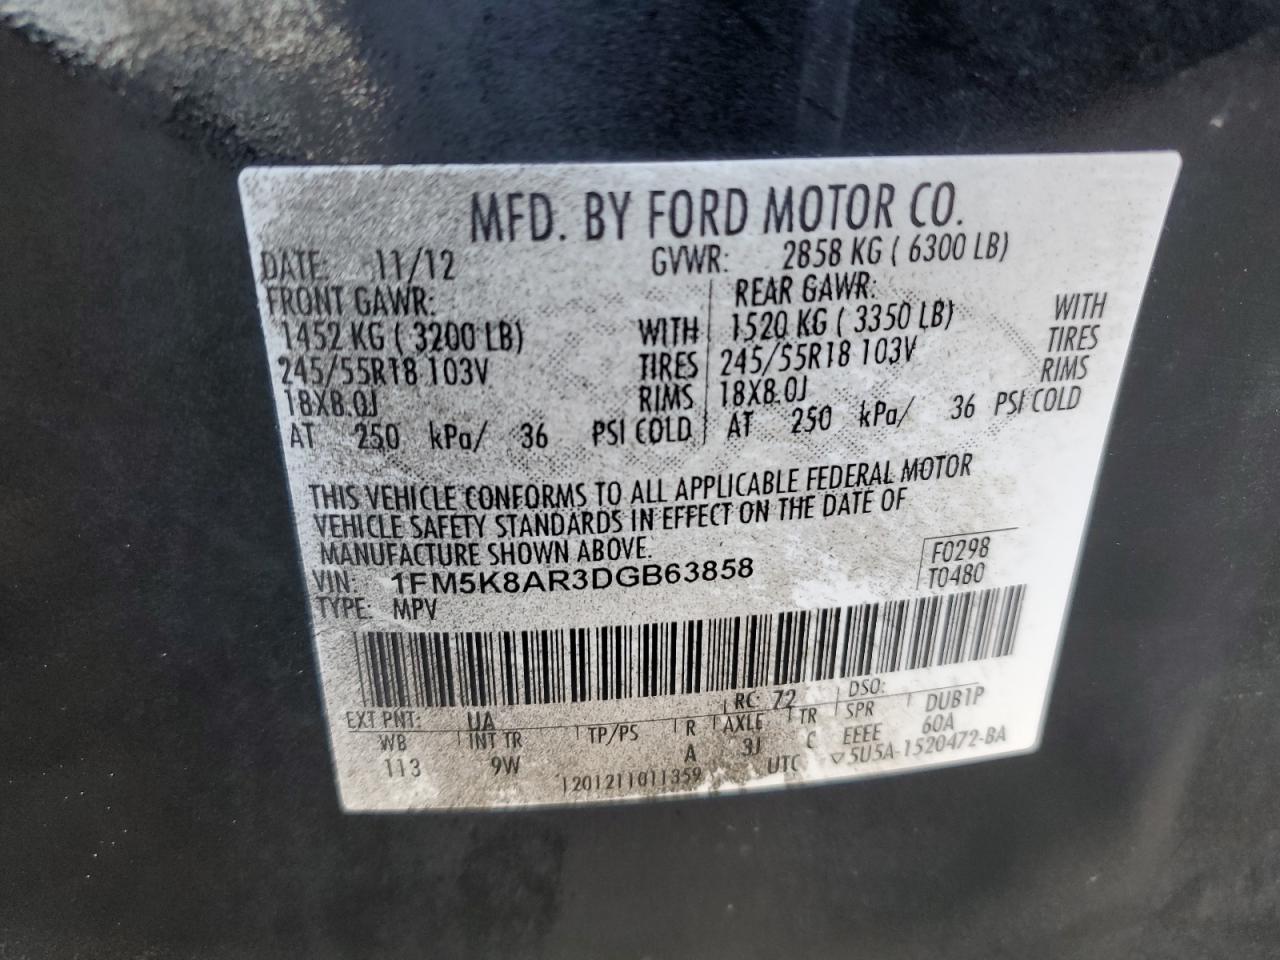 MFD. BY FORD MOTOR CO.
DATE: 11/12 GVWR: 2858 KG ( 6300 LB)
FRONT GAWR: REAR GAWR:
1452 KG ( 3200 LB) WITH 1520 KG ( 3350 LB) WITH
245/55R18 103V TIRES 245/55R18 103V TIRES
18X8.0J RIMS 18X8.0J RIMS
AT 250 kPa/ 36 PSI COLD AT 250 kPa/ 36 PSI COLD
THIS VEHICLE CONFORMS TO ALL APPLICABLE FEDERAL MOTOR
VEHICLE SAFETY STANDARDS IN EFFECT ON THE DATE OF
MANUFACTURE SHOWN ABOVE.
VIN: 1FM5K8AR3DGB63858
TYPE: MPV
F0298
T0480
EXT PNT: UA RC: 72 DSO:
WB INT TR TP/PS R AXLE TR SPR DUB1P
113 9W A 3J C EEEE 60A
1201211011359 UTC ▽5U5A-1520472-BA